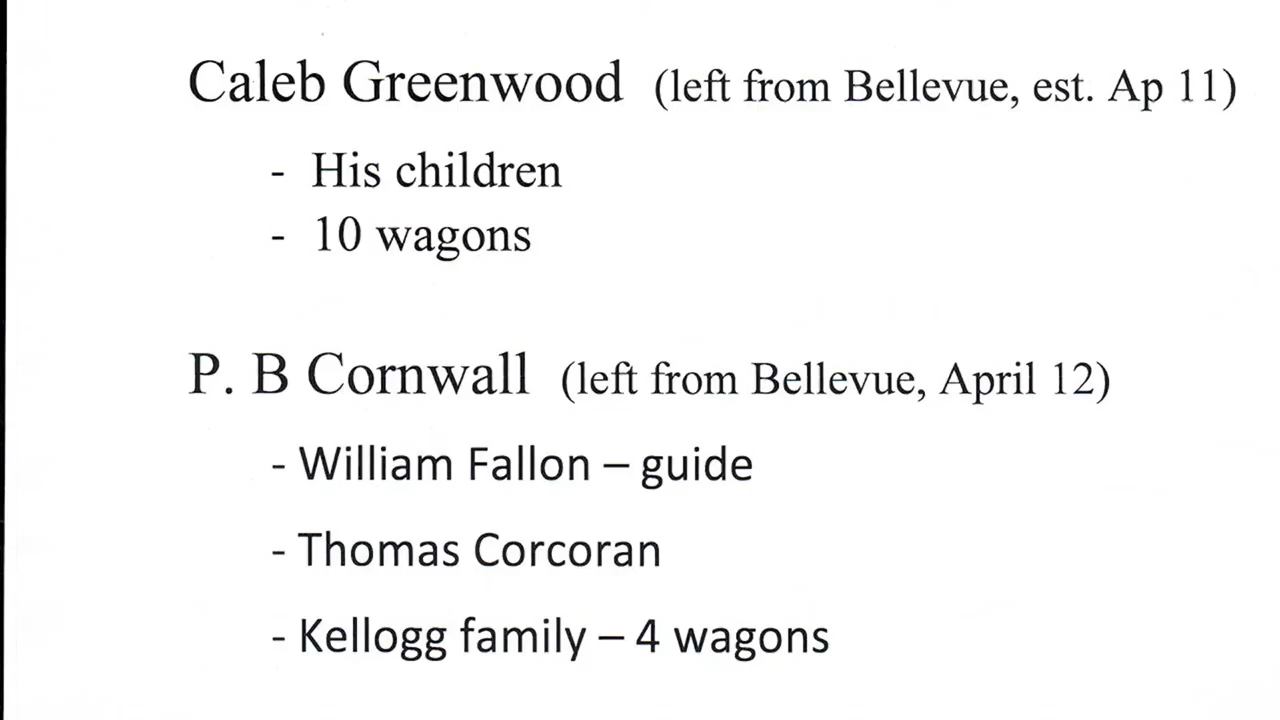 Caleb Greenwood (left from Bellevue, est. Ap 11)
- His children
- 10 wagons
P. B Cornwall (left from Bellevue, April 12)
- William Fallon – guide
- Thomas Corcoran
- Kellogg family – 4 wagons